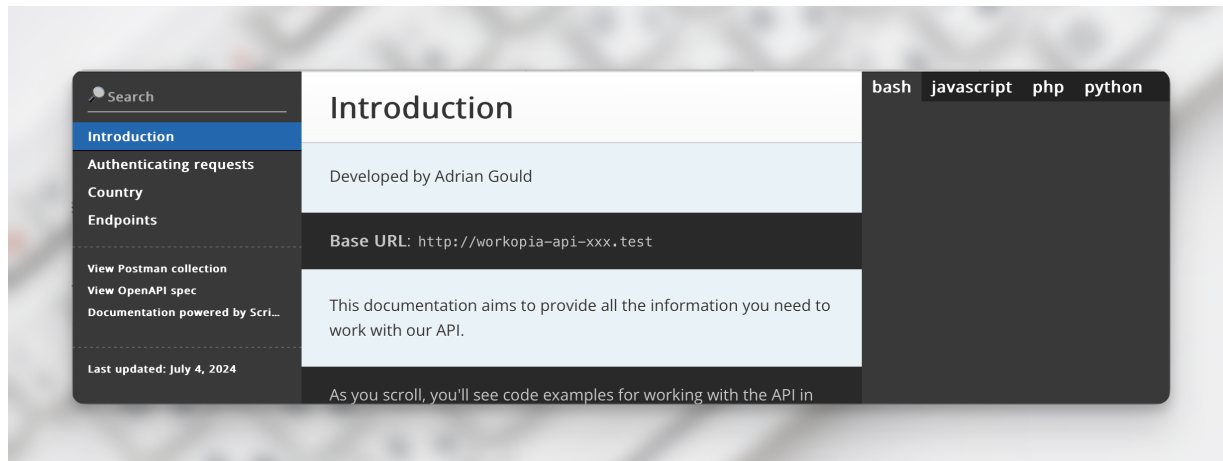 Search
Introduction
Authenticating requests
Country
Endpoints
View Postman collection
View OpenAPI spec
Documentation powered by Scri...
Last updated: July 4, 2024
Introduction
Developed by Adrian Gould
Base URL: http://workopia-api-xxx.test
This documentation aims to provide all the information you need to
work with our API.
As you scroll, you'll see code examples for working with the API in
bash javascript php python